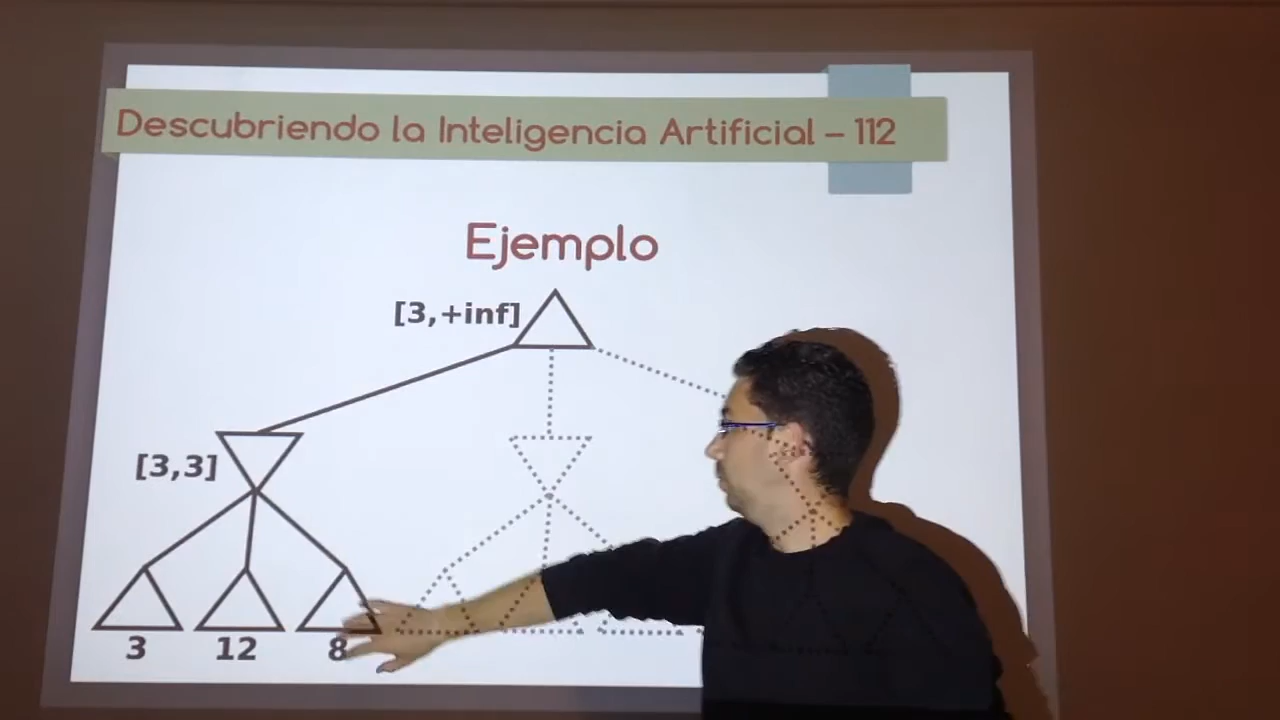 Descubriendo la Inteligencia Artificial – 112
Ejemplo
[3,+inf]
[3,3]
3 12 8